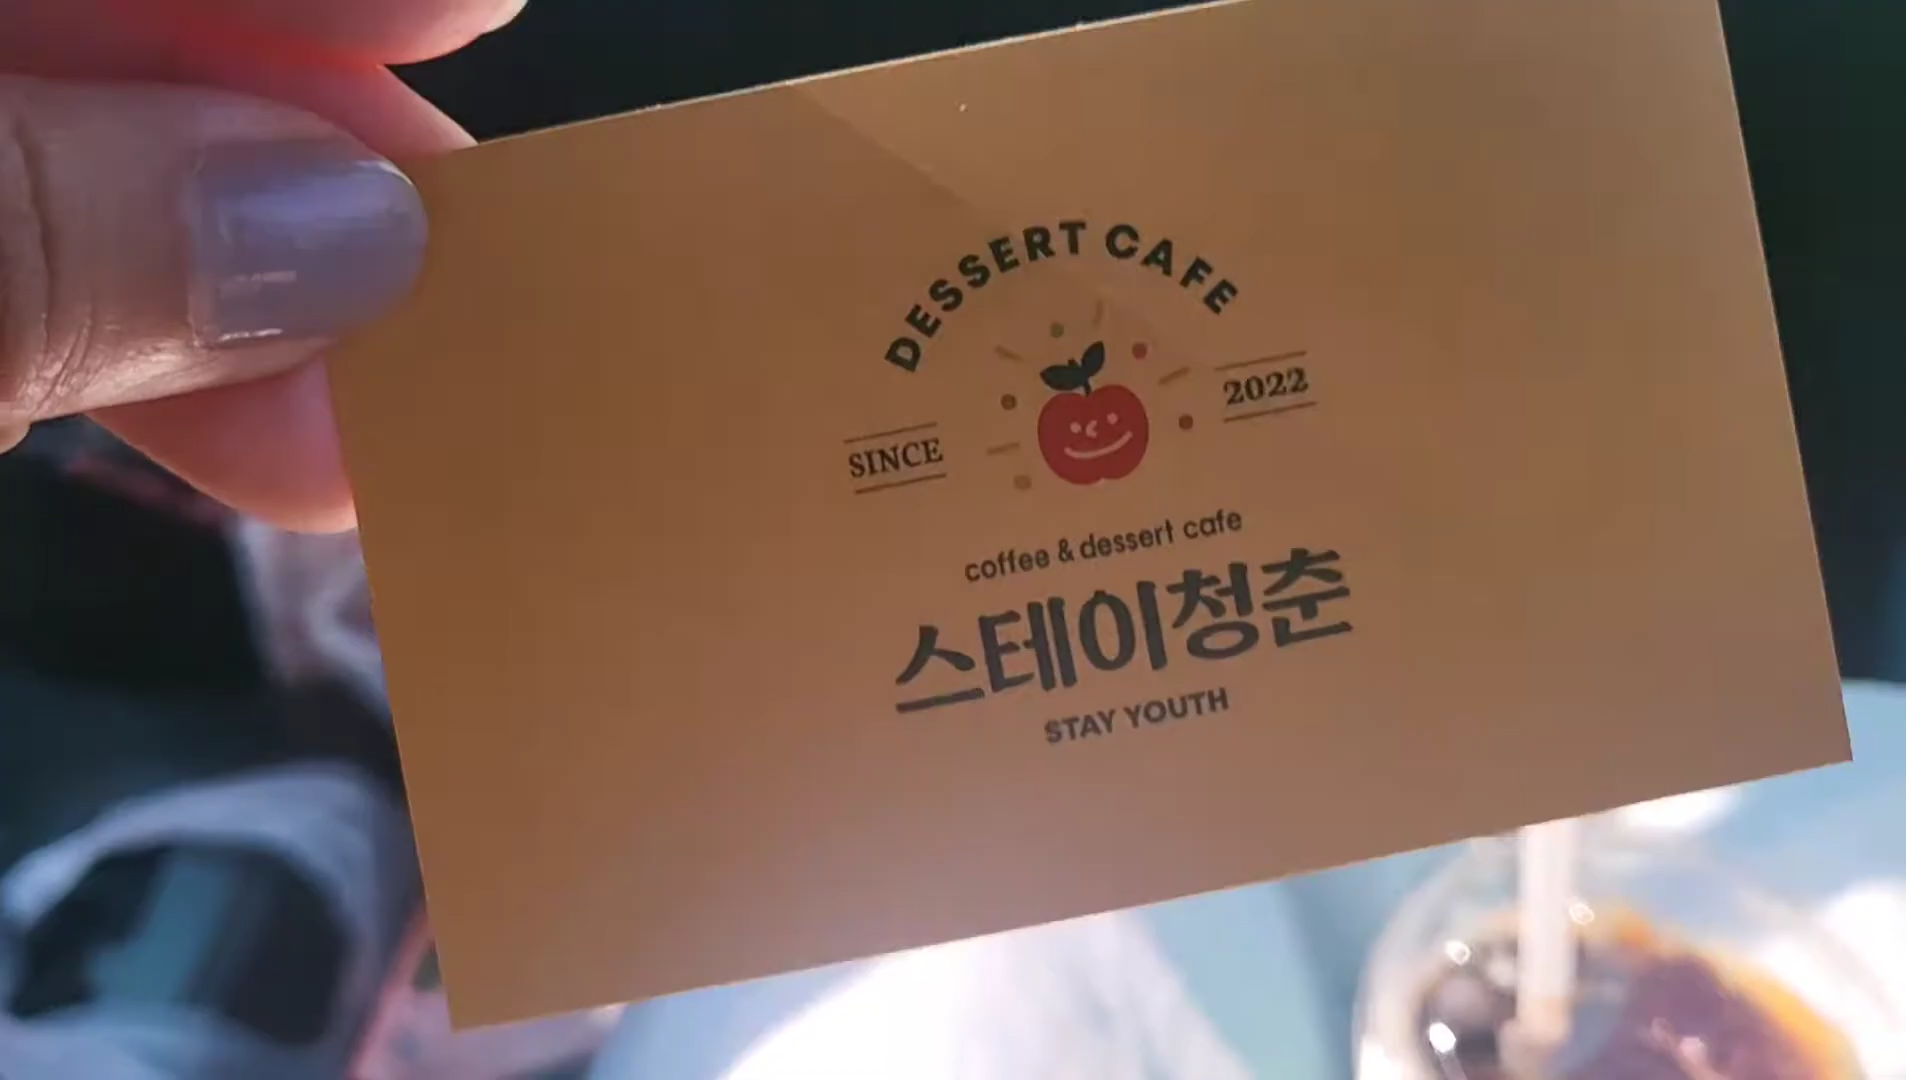 DESSERT CAFE
SINCE
2022
coffee & dessert cafe
스테이청춘
STAY YOUTH